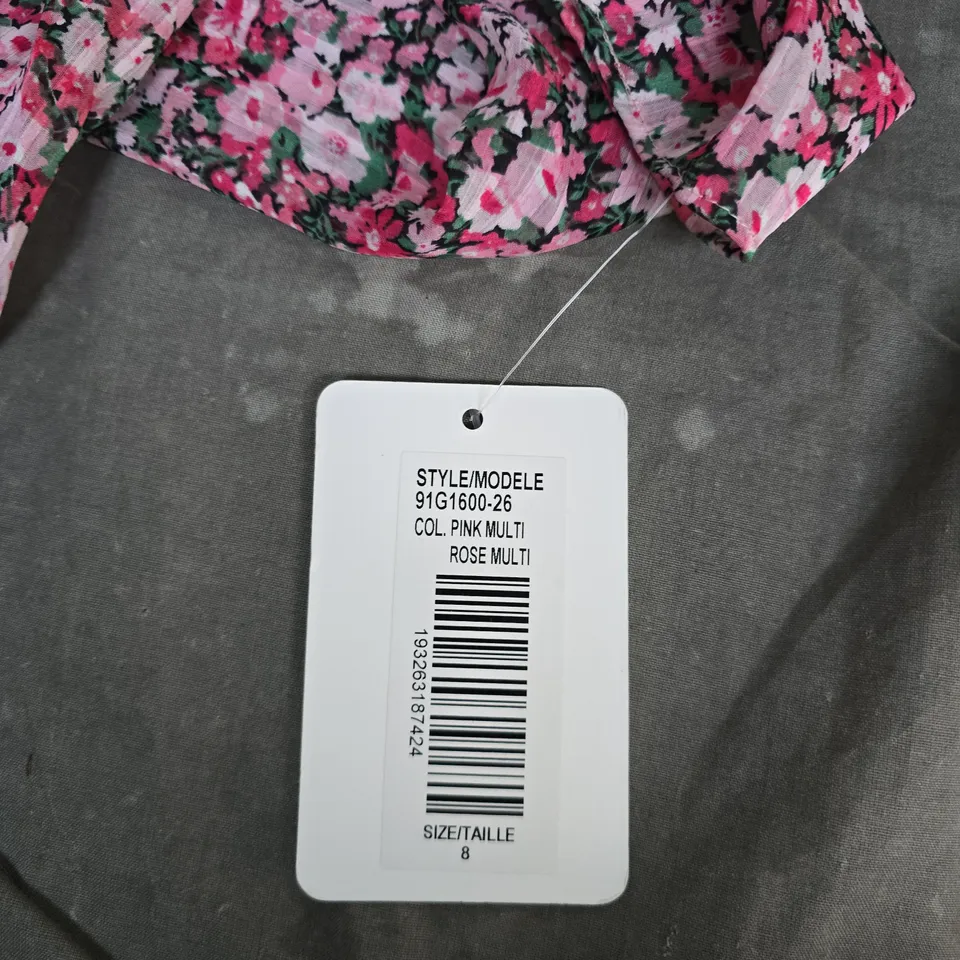 STYLE/MODELE
91G1600-26
COL. PINK MULTI
ROSE MULTI
193263187424
SIZE/TAILLE
8